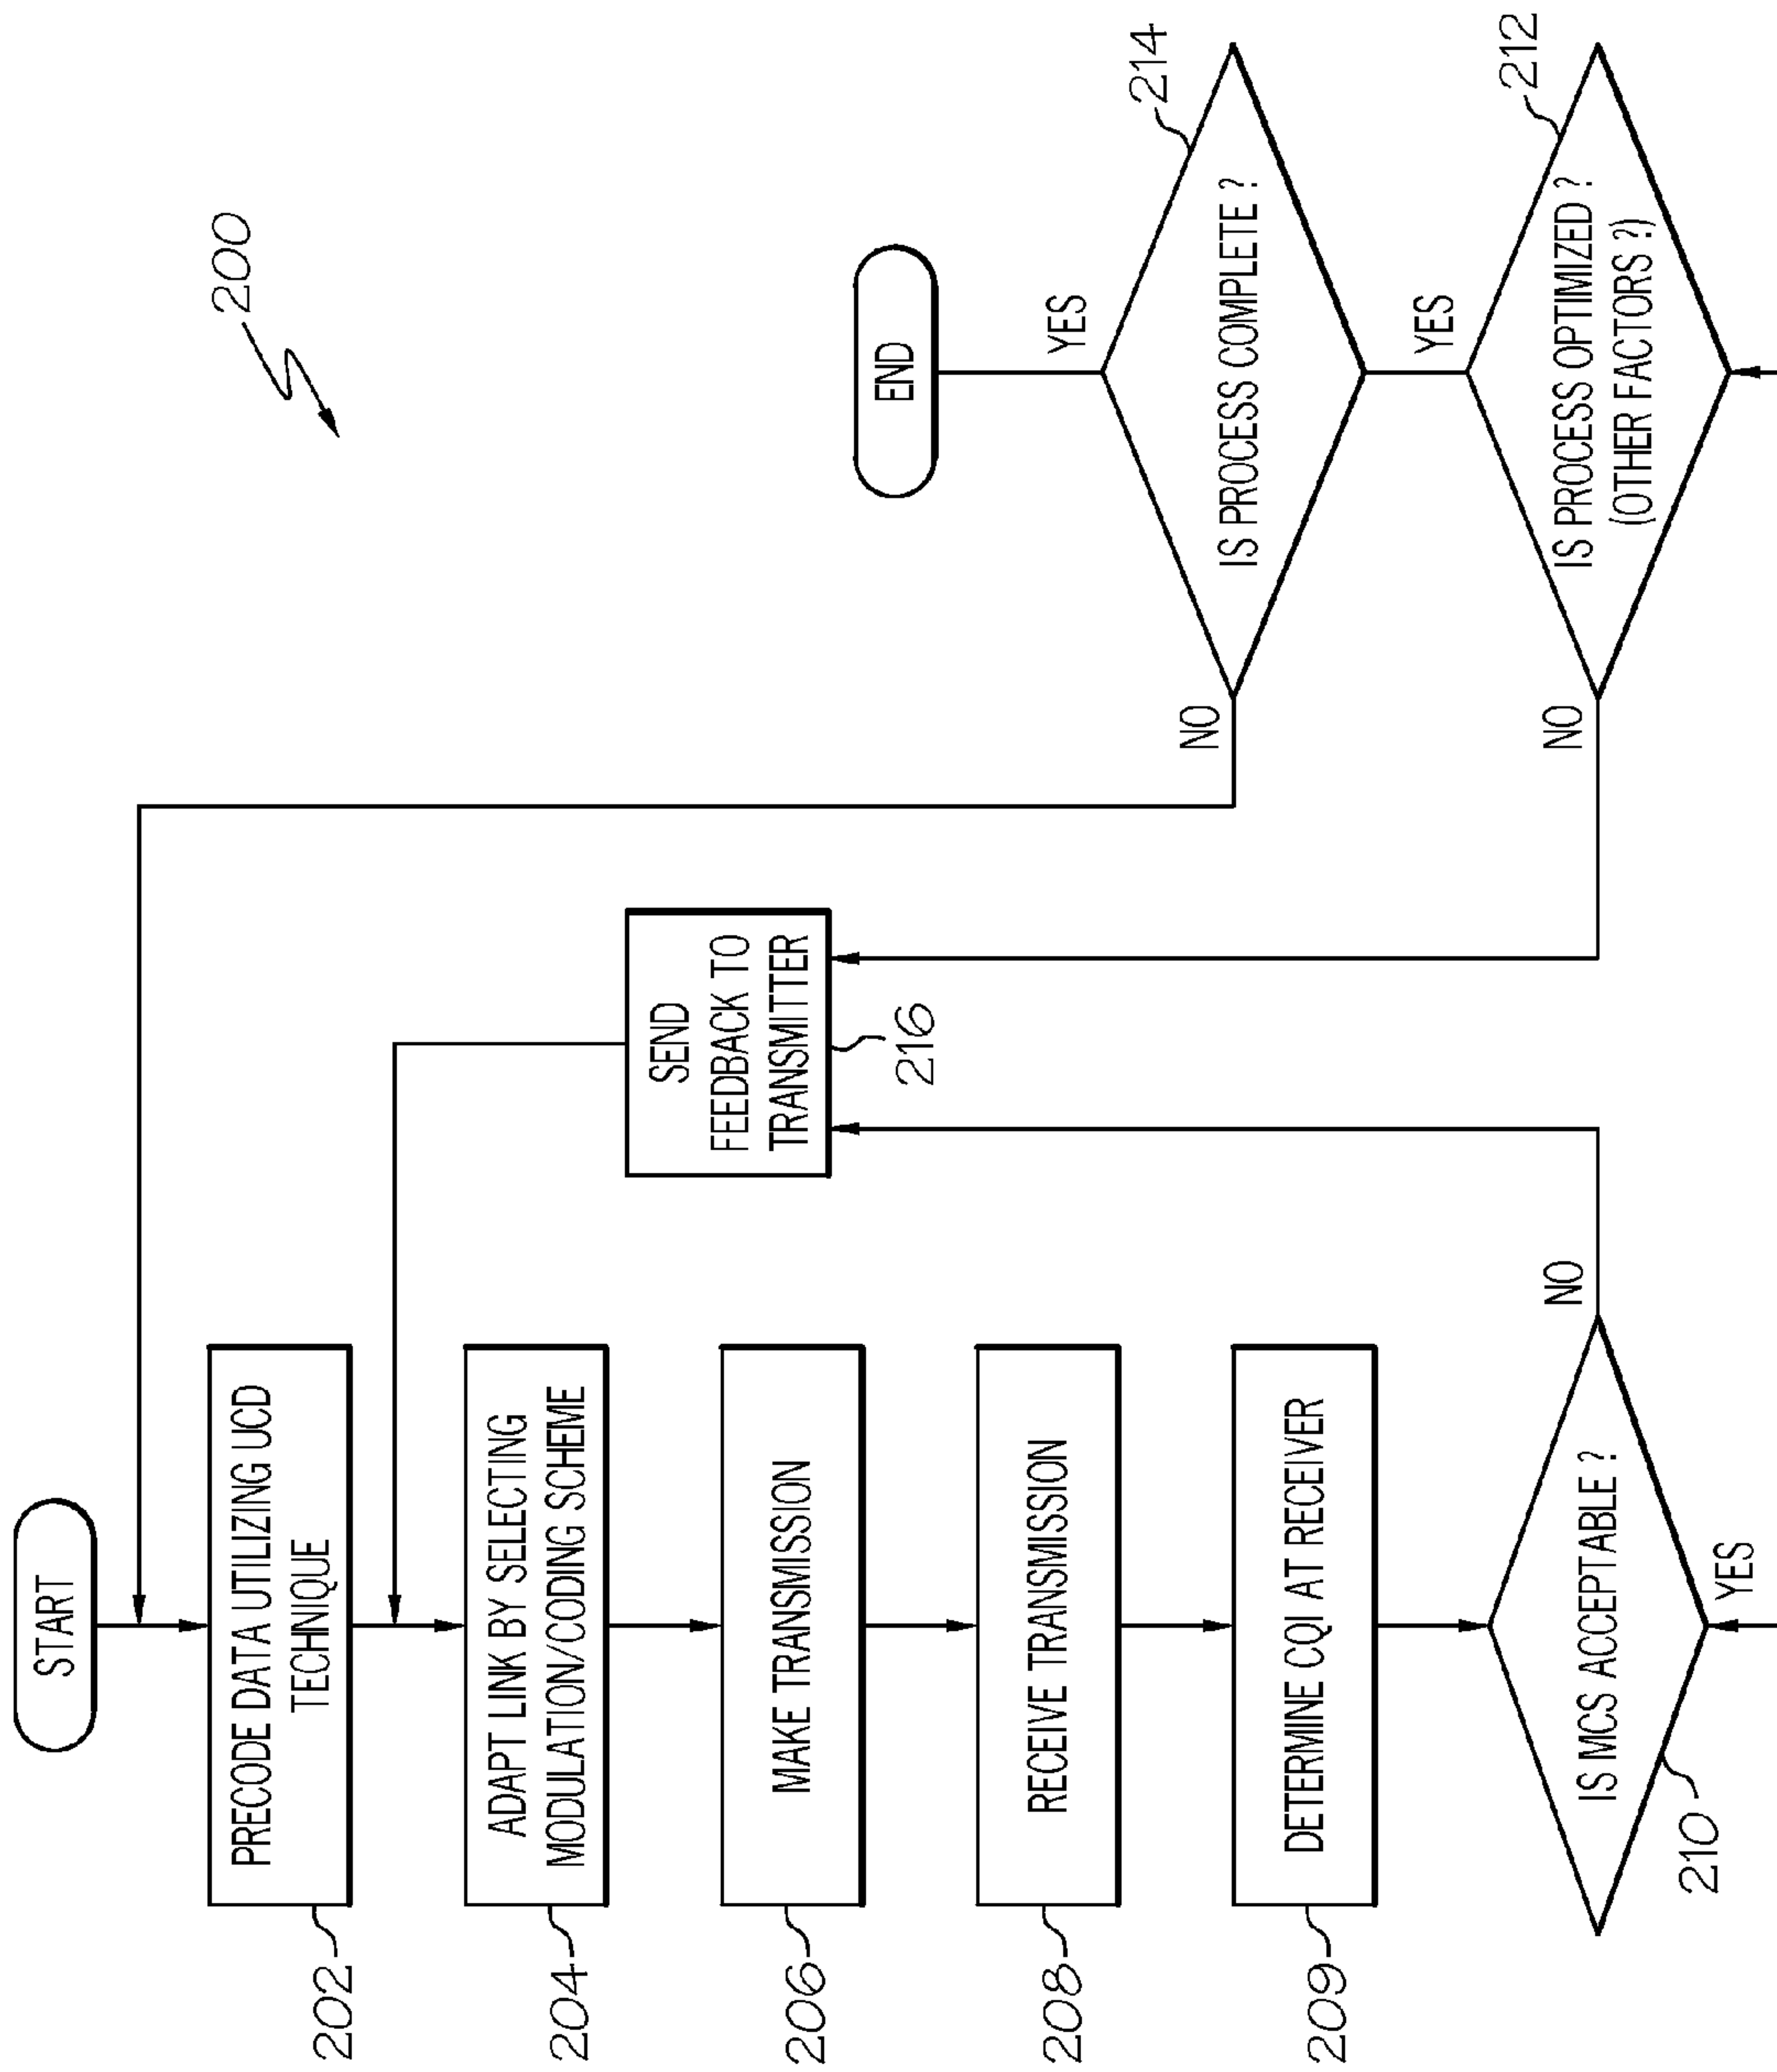 200
START
PRECODE DATA UTILIZING UCD
TECHNIQUE
202
ADAPT LINK BY SELECTING
MODULATION/CODING SCHEME
204
MAKE TRANSMISSION
206
RECEIVE TRANSMISSION
208
DETERMINE CQI AT RECEIVER
209
IS MCS ACCEPTABLE ?
210
NO
YES
SEND
FEEDBACK TO
TRANSMITTER
216
END
YES
214
IS PROCESS COMPLETE ?
NO
YES
212
IS PROCESS OPTIMIZED ?
(OTHER FACTORS ?)
NO